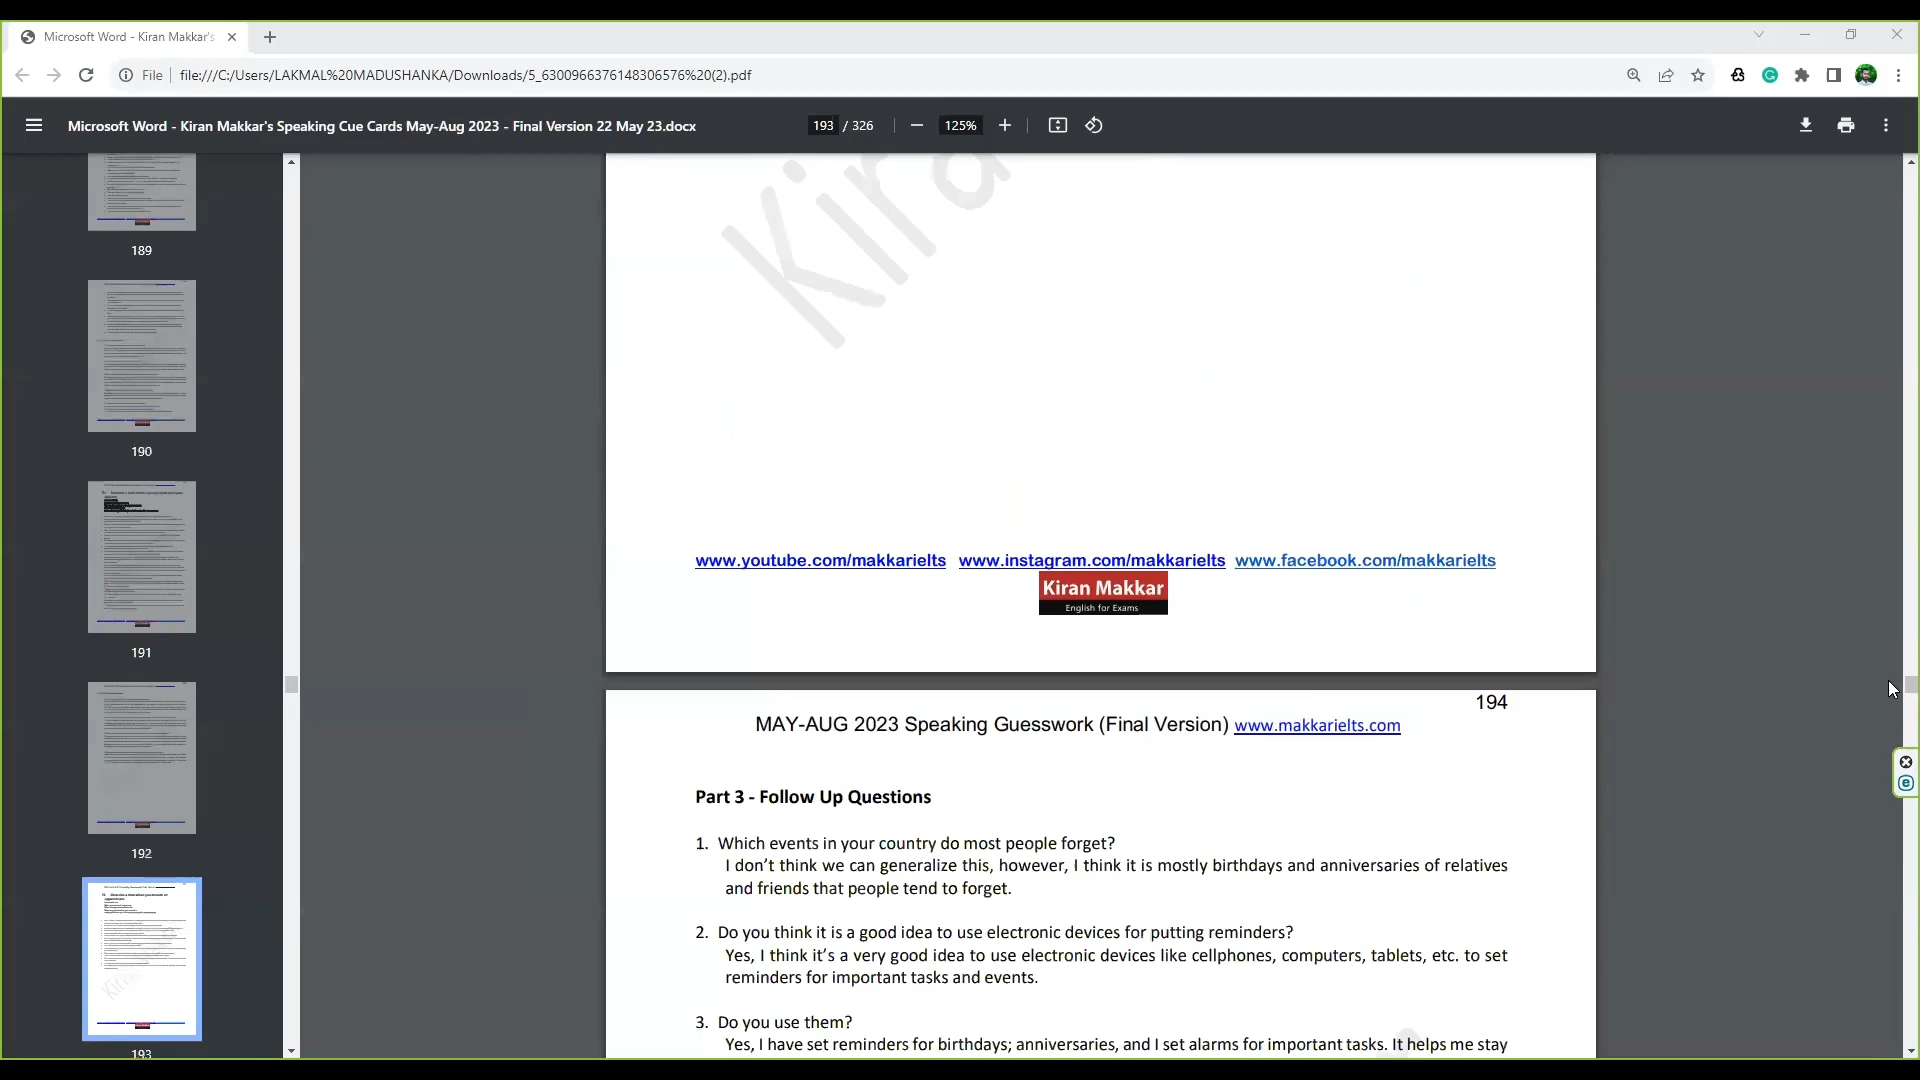 Microsoft Word - Kiran Makkar's
File file:///C:/Users/LAKMAL%20MADUSHANKA/Downloads/5_6300966376148306576%20(2).pdf
Microsoft Word - Kiran Makkar's Speaking Cue Cards May-Aug 2023 - Final Version 22 May 23.docx
193 / 326
125%
189
190
191
192
193
Kira
www.youtube.com/makkarielts www.instagram.com/makkarielts www.facebook.com/makkarielts
Kiran Makkar
English for Exams
194
MAY-AUG 2023 Speaking Guesswork (Final Version) www.makkarielts.com
Part 3 - Follow Up Questions
1. Which events in your country do most people forget?
I don't think we can generalize this, however, I think it is mostly birthdays and anniversaries of relatives
and friends that people tend to forget.
2. Do you think it is a good idea to use electronic devices for putting reminders?
Yes, I think it's a very good idea to use electronic devices like cellphones, computers, tablets, etc. to set
reminders for important tasks and events.
3. Do you use them?
Yes, I have set reminders for birthdays; anniversaries, and I set alarms for important tasks. It helps me stay